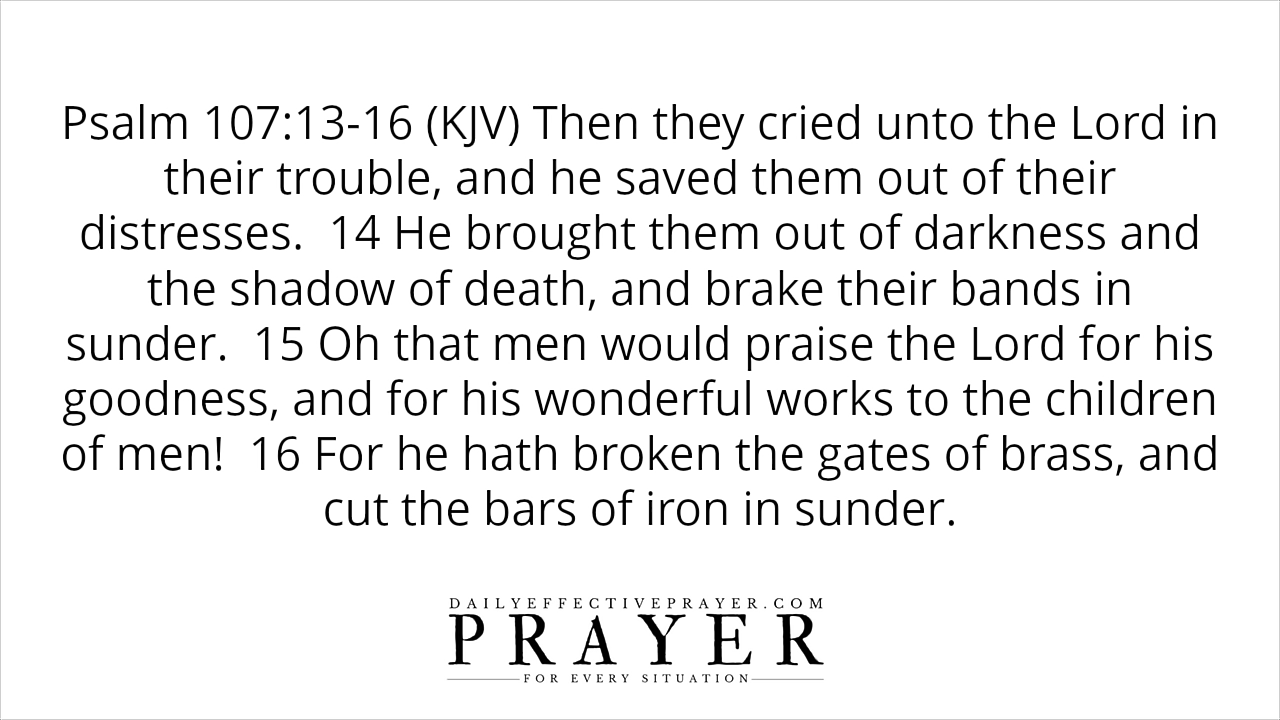 Psalm 107:13-16 (KJV) Then they cried unto the Lord in
their trouble, and he saved them out of their
distresses.  14 He brought them out of darkness and
the shadow of death, and brake their bands in
sunder.  15 Oh that men would praise the Lord for his
goodness, and for his wonderful works to the children
of men!  16 For he hath broken the gates of brass, and
cut the bars of iron in sunder.
DAILYEFFECTIVEPRAYER.COM
PRAYER
FOR EVERY SITUATION